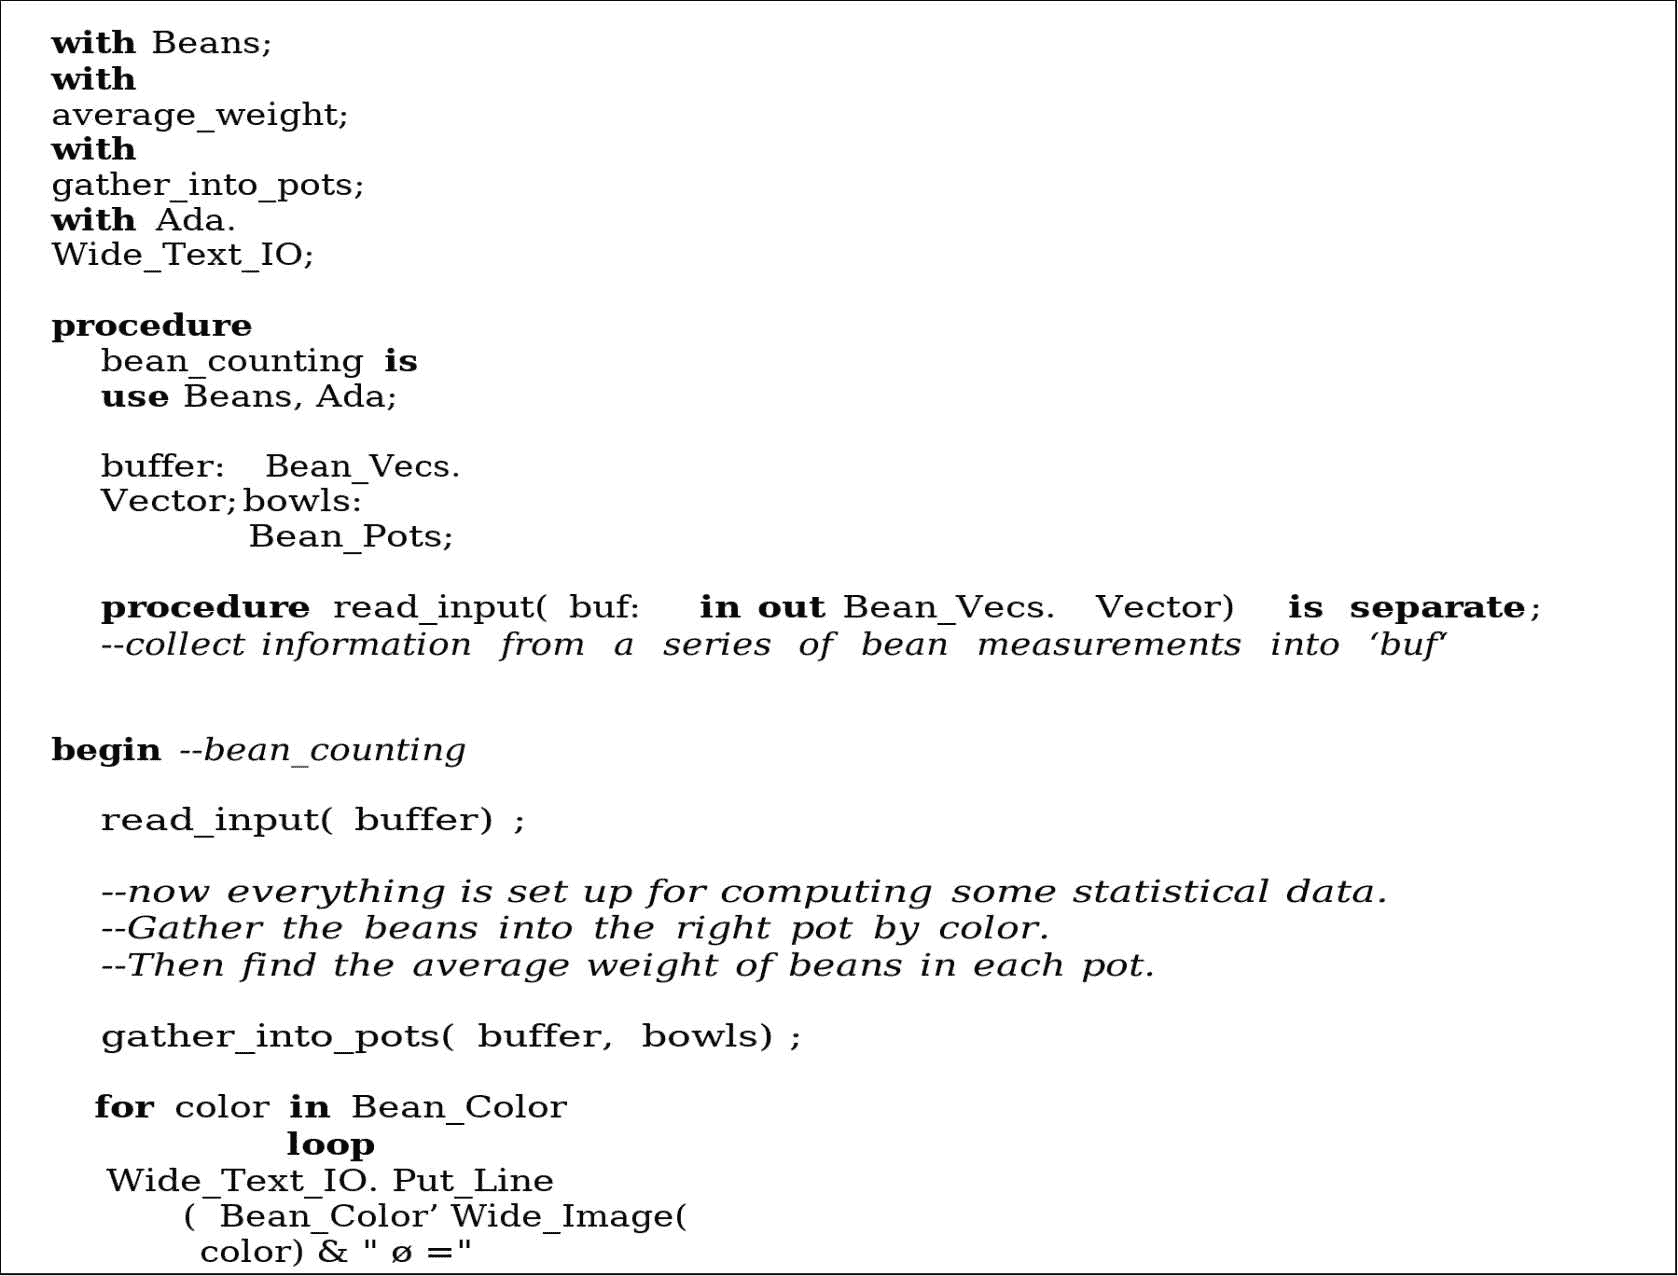 with Beans;
with
average_weight;
with
gather_into_pots;
with Ada.
Wide_Text_IO;
procedure
bean_counting is
use Beans, Ada;
buffer: Bean_Vecs.
Vector; bowls:
Bean_Pots;
procedure read_input( buf: in out Bean_Vecs. Vector) is separate;
--collect information from a series of bean measurements into ‘buf‘
begin --bean_counting
read_input( buffer) ;
--now everything is set up for computing some statistical data.
--Gather the beans into the right pot by color.
--Then find the average weight of beans in each pot.
gather_into_pots( buffer, bowls) ;
for color in Bean_Color
loop
Wide_Text_IO. Put_Line
( Bean_Color’ Wide_Image(
color) & " ø ="